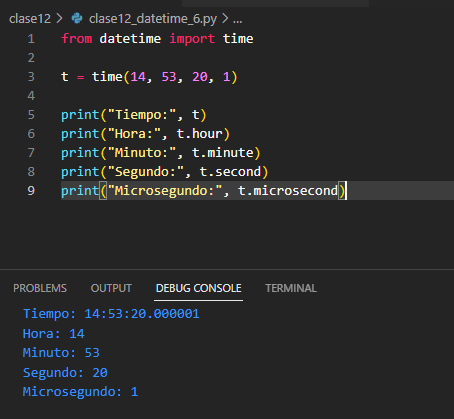 clase12 > clase12_datetime_6.py > ...
1 from datetime import time
2
3 t = time(14, 53, 20, 1)
4
5 print("Tiempo:", t)
6 print("Hora:", t.hour)
7 print("Minuto:", t.minute)
8 print("Segundo:", t.second)
9 print("Microsegundo:", t.microsecond)
PROBLEMS OUTPUT DEBUG CONSOLE TERMINAL
Tiempo: 14:53:20.000001
Hora: 14
Minuto: 53
Segundo: 20
Microsegundo: 1